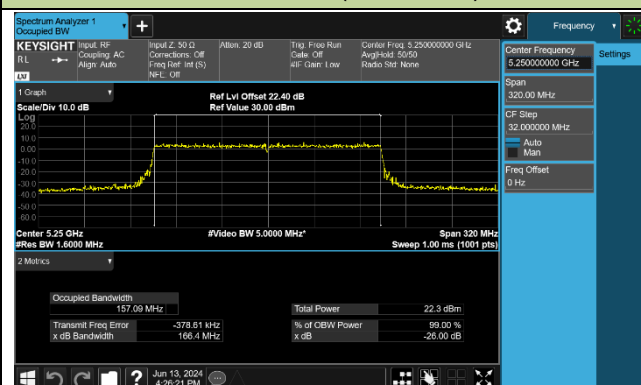 Spectrum Analyzer 1
Occupied BW
+
Frequency
KEYSIGHT
RL
LXI
Input: RF
Coupling: AC
Align: Auto
Input Z: 50 Ω
Corrections: Off
Freq Ref: Int (S)
NFE: Off
Atten: 20 dB
Trig: Free Run
Gate: Off
#IF Gain: Low
Center Freq: 5.250000000 GHz
Avg|Hold: 50/50
Radio Std: None
Center Frequency
5.250000000 GHz
Settings
Span
320.00 MHz
CF Step
32.000000 MHz
Auto
Man
Freq Offset
0 Hz
1 Graph
Scale/Div 10.0 dB
Ref Lvl Offset 22.40 dB
Ref Value 30.00 dBm
Log
20.0
10.0
0.00
-10.0
-20.0
-30.0
-40.0
-50.0
-60.0
Center 5.25 GHz
#Res BW 1.6000 MHz
#Video BW 5.0000 MHz*
Span 320 MHz
Sweep 1.00 ms (1001 pts)
2 Metrics
Occupied Bandwidth
157.09 MHz
Total Power 22.3 dBm
Transmit Freq Error -378.61 kHz % of OBW Power 99.00 %
x dB Bandwidth 166.4 MHz x dB -26.00 dB
?
Jun 13, 2024
4:26:21 PM